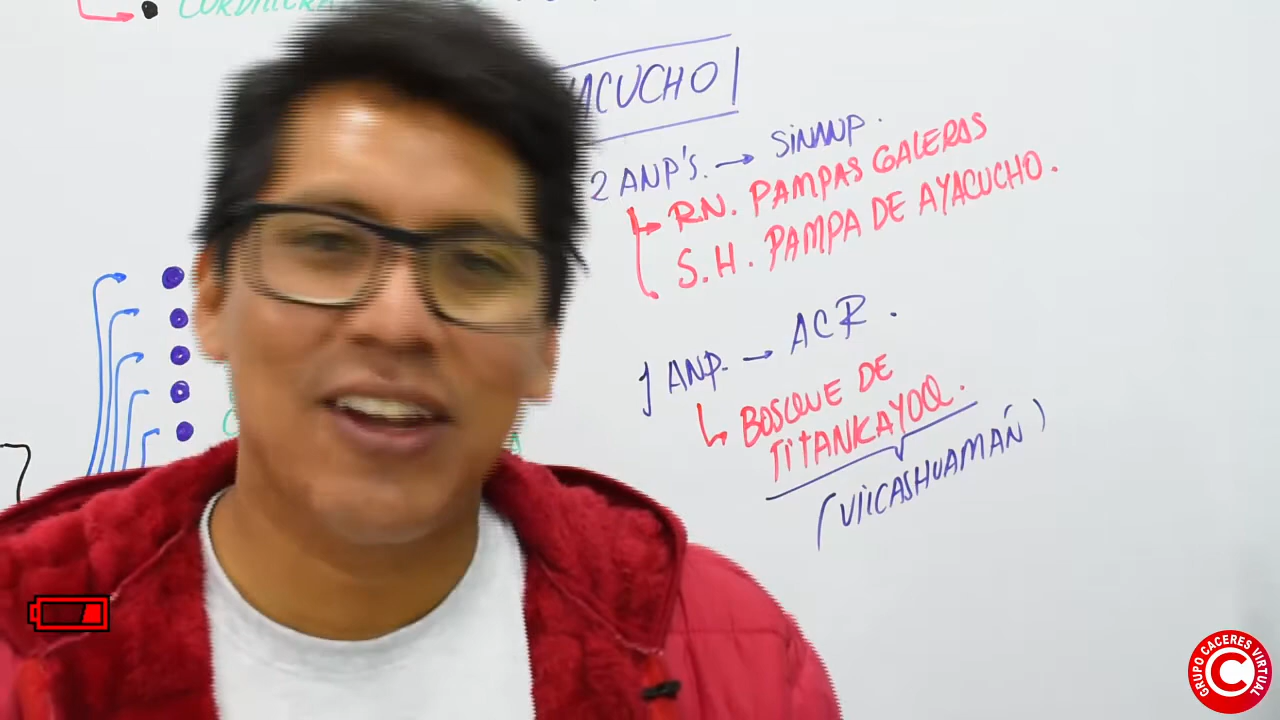 ACUCHO
2 ANP'S. → SINANP.
RN. PAMPAS GALERAS
S.H. PAMPA DE AYACUCHO.
1 ANP. → ACR.
BOSQUE DE
TITANKAYOQ.
(VILCASHUAMÁN)
GRUPO CACERES VIRTUAL
C